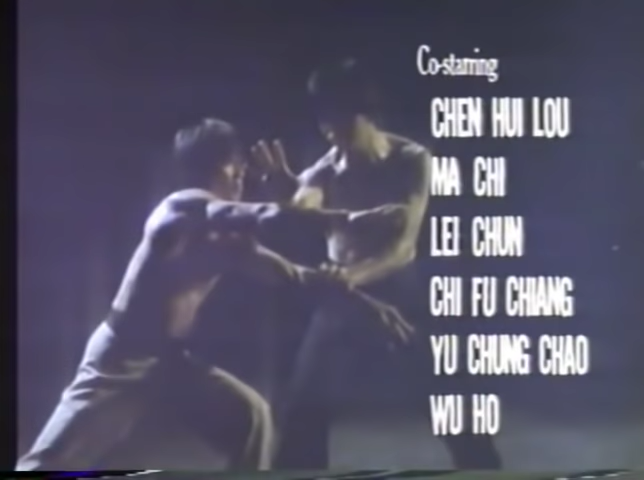 Co-starring
CHEN HUI LOU
MA CHI
LEI CHUN
CHI FU CHIANG
YU CHUNG CHAO
WU HO